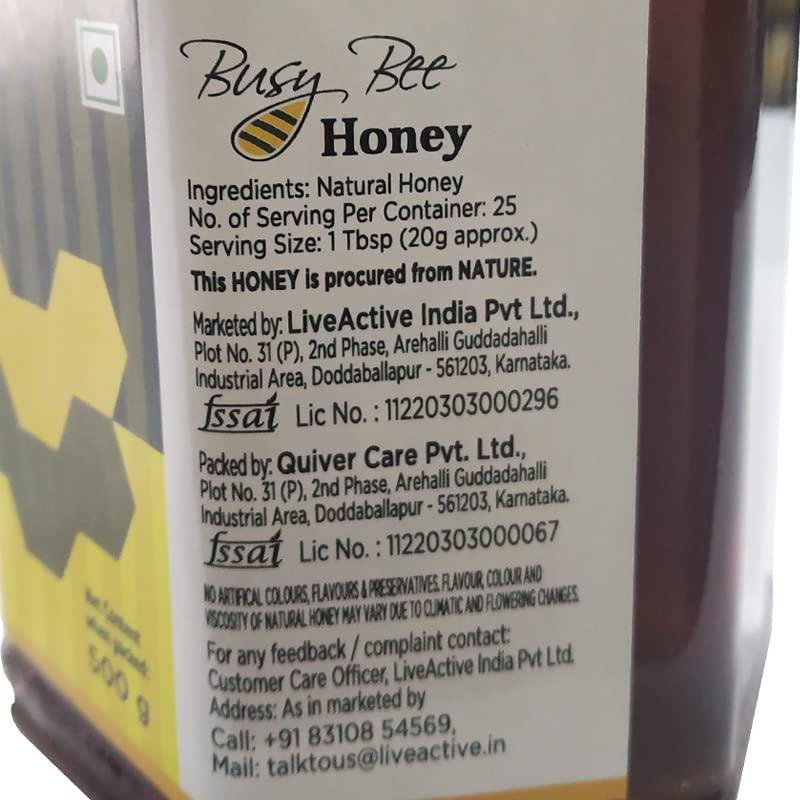 Busy Bee
Honey
Ingredients: Natural Honey
No. of Serving Per Container: 25
Serving Size: 1 Tbsp (20g approx.)
This HONEY is procured from NATURE.
Marketed by: LiveActive India Pvt Ltd.,
Plot No. 31 (P), 2nd Phase, Arehalli Guddadahalli
Industrial Area, Doddaballapur - 561203, Karnataka.
fssai Lic No. : 11220303000296
Packed by: Quiver Care Pvt. Ltd.,
Plot No. 31 (P), 2nd Phase, Arehalli Guddadahalli
Industrial Area, Doddaballapur - 561203, Karnataka.
fssai Lic No. : 11220303000067
NO ARTIFICAL COLOURS, FLAVOURS & PRESERVATIVES. FLAVOUR, COLOUR AND
VISCOSITY OF NATURAL HONEY MAY VARY DUE TO CLIMATIC AND FLOWERING CHANGES.
For any feedback / complaint contact:
Customer Care Officer, LiveActive India Pvt Ltd.
Address: As in marketed by
Call: +91 83108 54569,
Mail: talktous@liveactive.in
Net Content
when packed:
500 g